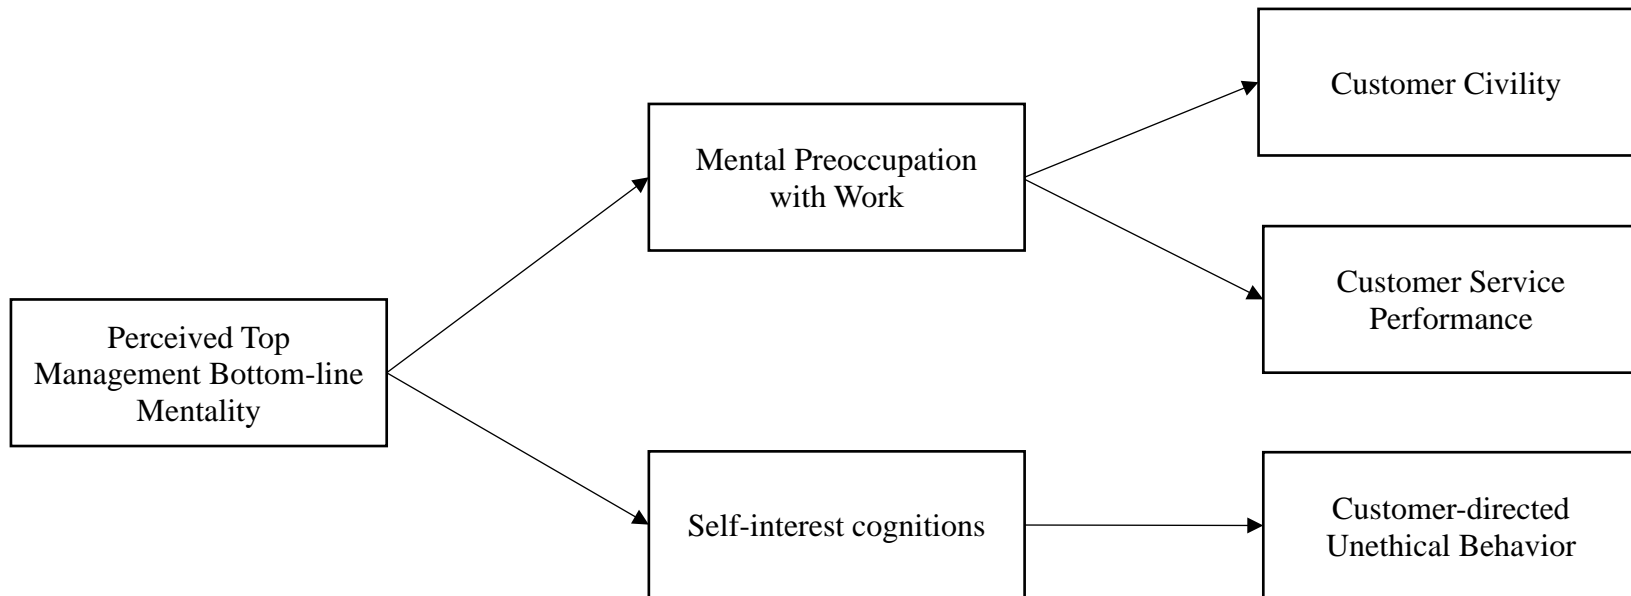 Customer Civility
Mental Preoccupation
with Work
Customer Service
Performance
Perceived Top
Management Bottom-line
Mentality
Self-interest cognitions
Customer-directed
Unethical Behavior